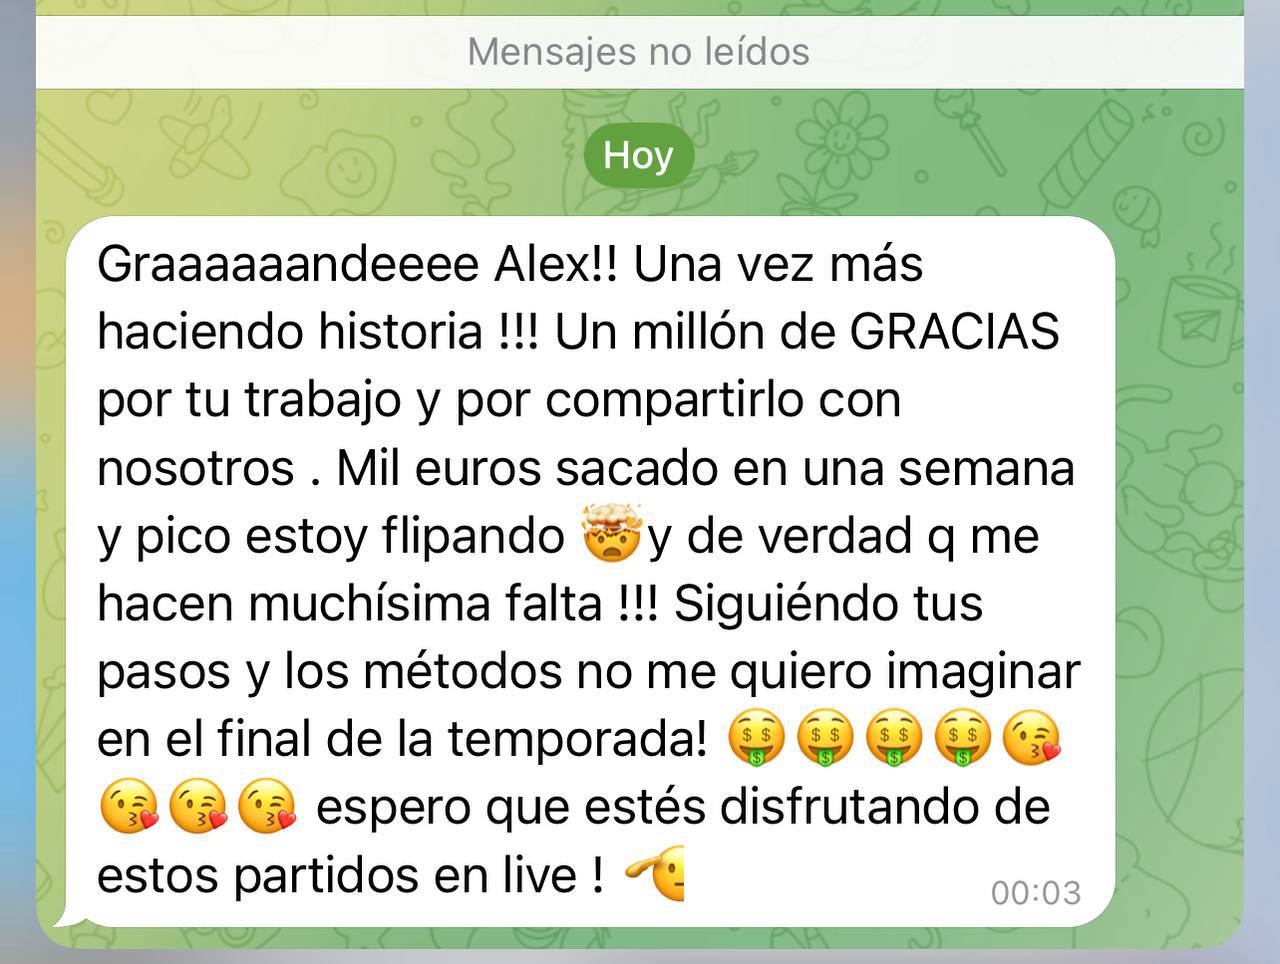 Mensajes no leídos
Hoy
Graaaaaandeeee Alex!! Una vez más
haciendo historia !!! Un millón de GRACIAS
por tu trabajo y por compartirlo con
nosotros . Mil euros sacado en una semana
y pico estoy flipando 🤯y de verdad q me
hacen muchísima falta !!! Siguiéndo tus
pasos y los métodos no me quiero imaginar
en el final de la temporada! 🤑🤑🤑🤑😘
😘😘😘 espero que estés disfrutando de
estos partidos en live ! 🫡
00:03